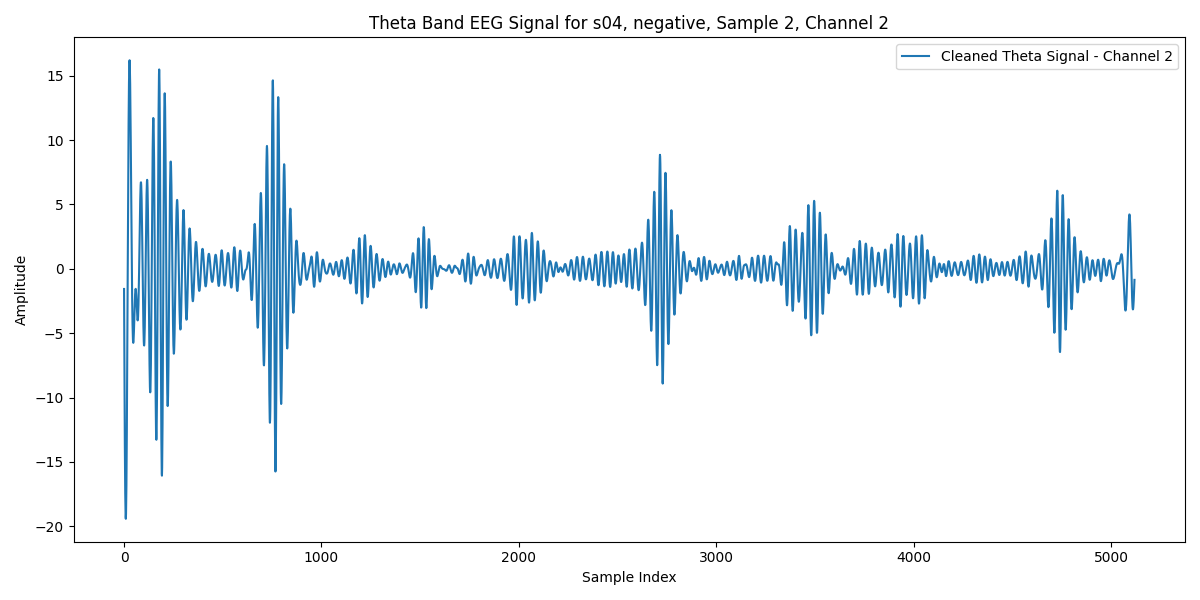 Theta Band EEG Signal for s04, negative, Sample 2, Channel 2
Cleaned Theta Signal - Channel 2
Amplitude
15
10
5
0
−5
−10
−15
−20
0 1000 2000 3000 4000 5000
Sample Index